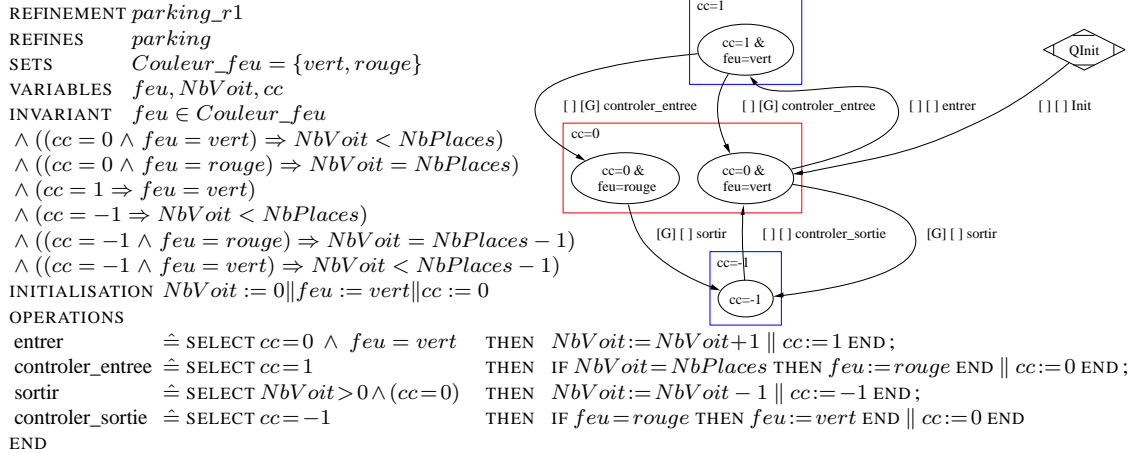 REFINEMENT parking_r1
REFINES parking
SETS Couleur_feu = {vert, rouge}
VARIABLES feu, NbVoit, cc
INVARIANT feu ∈ Couleur_feu
∧ ((cc = 0 ∧ feu = vert) ⇒ NbVoit < NbPlaces)
∧ ((cc = 0 ∧ feu = rouge) ⇒ NbVoit = NbPlaces)
∧ (cc = 1 ⇒ feu = vert)
∧ (cc = −1 ⇒ NbVoit < NbPlaces)
∧ ((cc = −1 ∧ feu = rouge) ⇒ NbVoit = NbPlaces − 1)
∧ ((cc = −1 ∧ feu = vert) ⇒ NbVoit < NbPlaces − 1)
INITIALISATION NbVoit := 0‖feu := vert‖cc := 0
OPERATIONS
entrer ≙ SELECT cc=0 ∧ feu = vert THEN NbVoit:=NbVoit+1 ‖ cc:=1 END;
controler_entree ≙ SELECT cc=1 THEN IF NbVoit=NbPlaces THEN feu:=rouge END ‖ cc:=0 END;
sortir ≙ SELECT NbVoit>0∧(cc=0) THEN NbVoit:=NbVoit − 1 ‖ cc:=−1 END;
controler_sortie ≙ SELECT cc=−1 THEN IF feu=rouge THEN feu:=vert END ‖ cc:=0 END
END
cc=1
cc=1 &
feu=vert
QInit
[ ] [G] controler_entree
[ ] [G] controler_entree
[ ] [ ] entrer
[ ] [ ] Init
cc=0
cc=0 &
feu=rouge
cc=0 &
feu=vert
[G] [ ] sortir
[ ] [ ] controler_sortie
[G] [ ] sortir
cc=-1
cc=-1